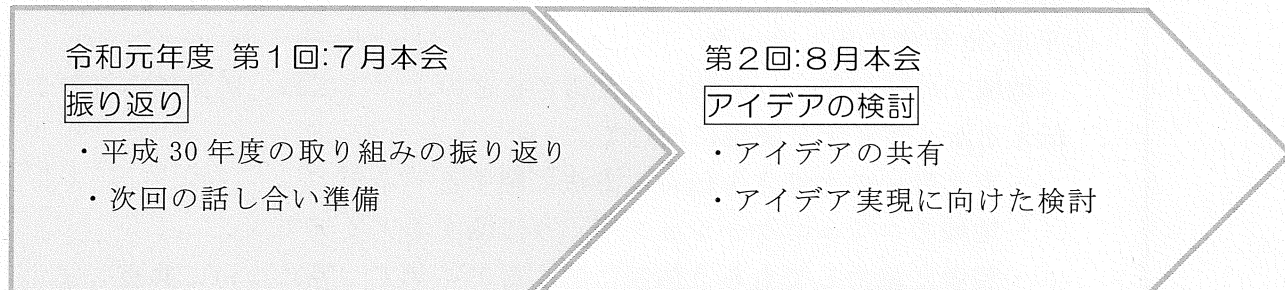 令和元年度 第1回:7月本会
振り返り
・平成 30 年度の取り組みの振り返り
・次回の話し合い準備
第2回:8月本会
アイデアの検討
・アイデアの共有
・アイデア実現に向けた検討